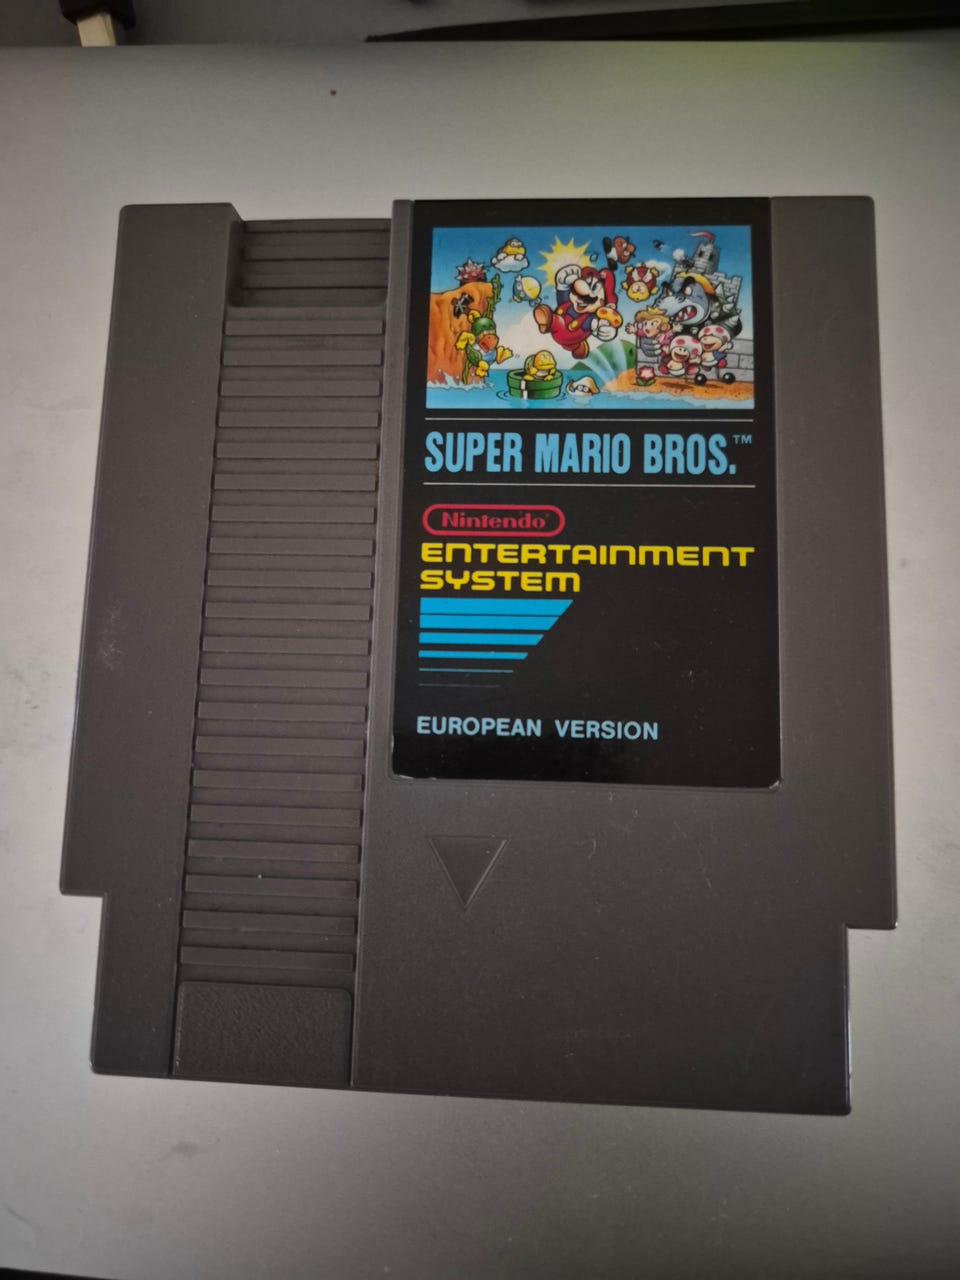 SUPER MARIO BROS.™
Nintendo®
ENTERTAINMENT
SYSTEM
EUROPEAN VERSION